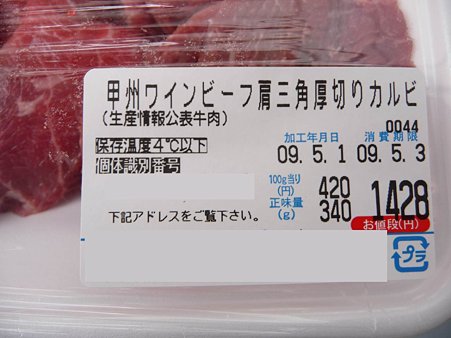 甲州ワインビーフ肩三角厚切りカルビ
(生産情報公表牛肉)
0044
保存温度4℃以下
加工年月日 消費期限
個体識別番号
09.5.1 09.5.3
100g当り(円) 420
正味量(g) 340
1428
お値段(円)
下記アドレスをご覧下さい。
プラ